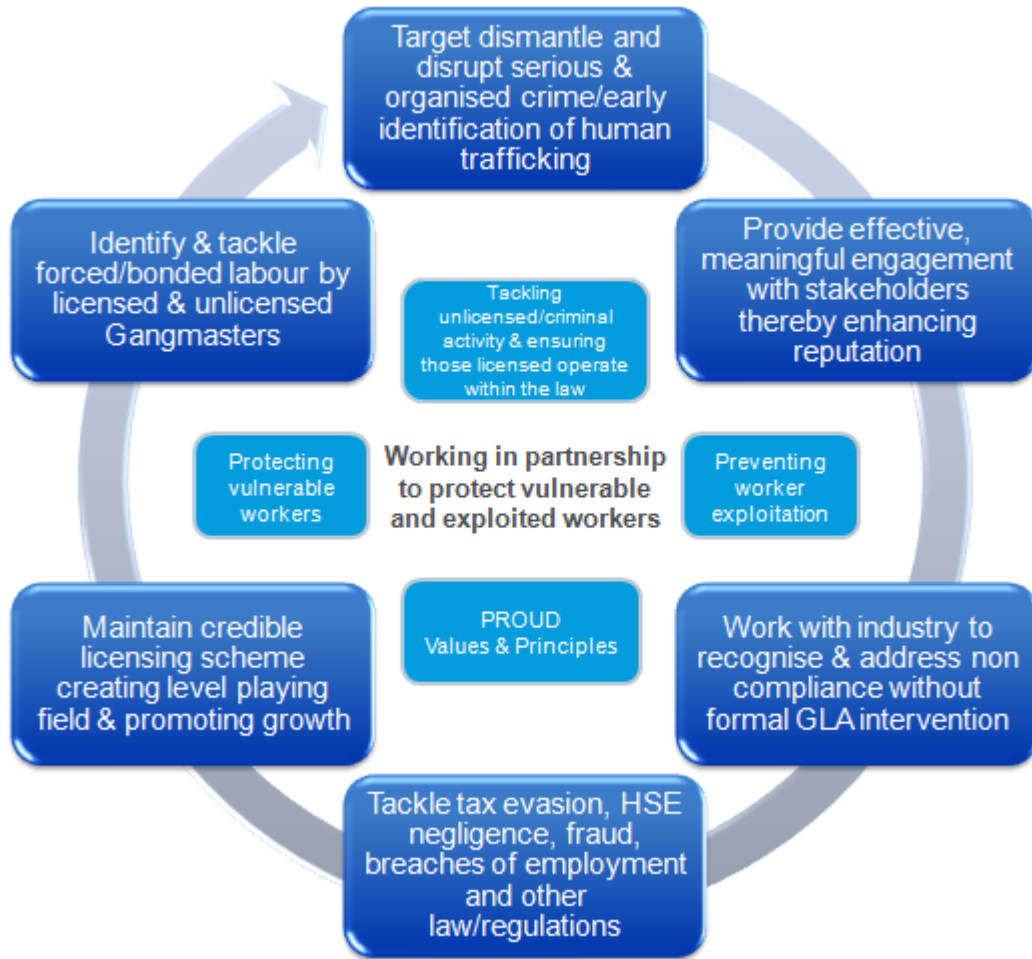 Target dismantle and
disrupt serious &
organised crime/early
identification of human
trafficking
Provide effective,
meaningful engagement
with stakeholders
thereby enhancing
reputation
Work with industry to
recognise & address non
compliance without
formal GLA intervention
Tackle tax evasion, HSE
negligence, fraud,
breaches of employment
and other
law/regulations
Maintain credible
licensing scheme
creating level playing
field & promoting growth
Identify & tackle
forced/bonded labour by
licensed & unlicensed
Gangmasters
Tackling
unlicensed/criminal
activity & ensuring
those licensed operate
within the law
Protecting
vulnerable
workers
Working in partnership
to protect vulnerable
and exploited workers
Preventing
worker
exploitation
PROUD
Values & Principles